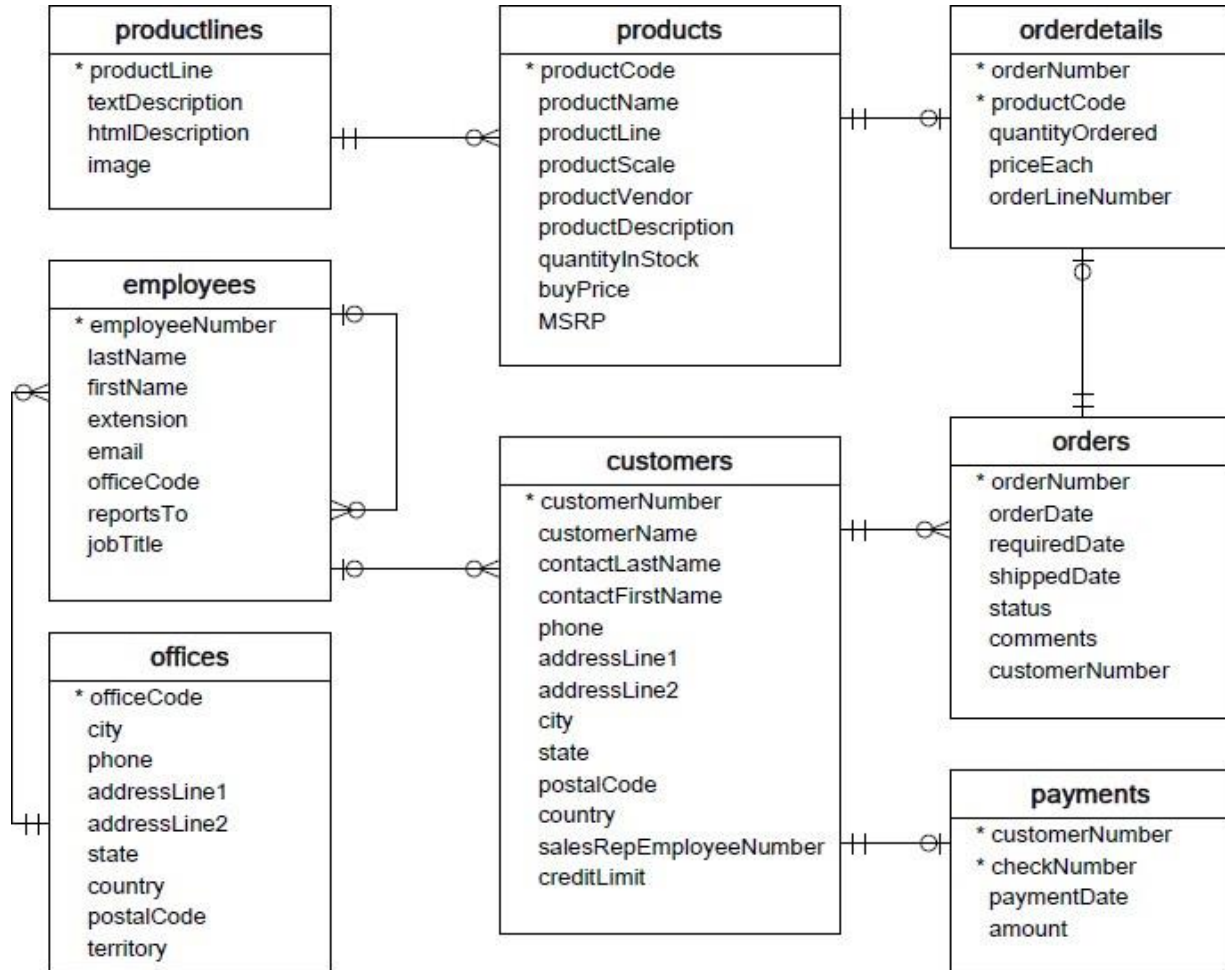 productlines
* productLine
textDescription
htmlDescription
image
products
* productCode
productName
productLine
productScale
productVendor
productDescription
quantityInStock
buyPrice
MSRP
orderdetails
* orderNumber
* productCode
quantityOrdered
priceEach
orderLineNumber
employees
* employeeNumber
lastName
firstName
extension
email
officeCode
reportsTo
jobTitle
customers
* customerNumber
customerName
contactLastName
contactFirstName
phone
addressLine1
addressLine2
city
state
postalCode
country
salesRepEmployeeNumber
creditLimit
orders
* orderNumber
orderDate
requiredDate
shippedDate
status
comments
customerNumber
offices
* officeCode
city
phone
addressLine1
addressLine2
state
country
postalCode
territory
payments
* customerNumber
* checkNumber
paymentDate
amount